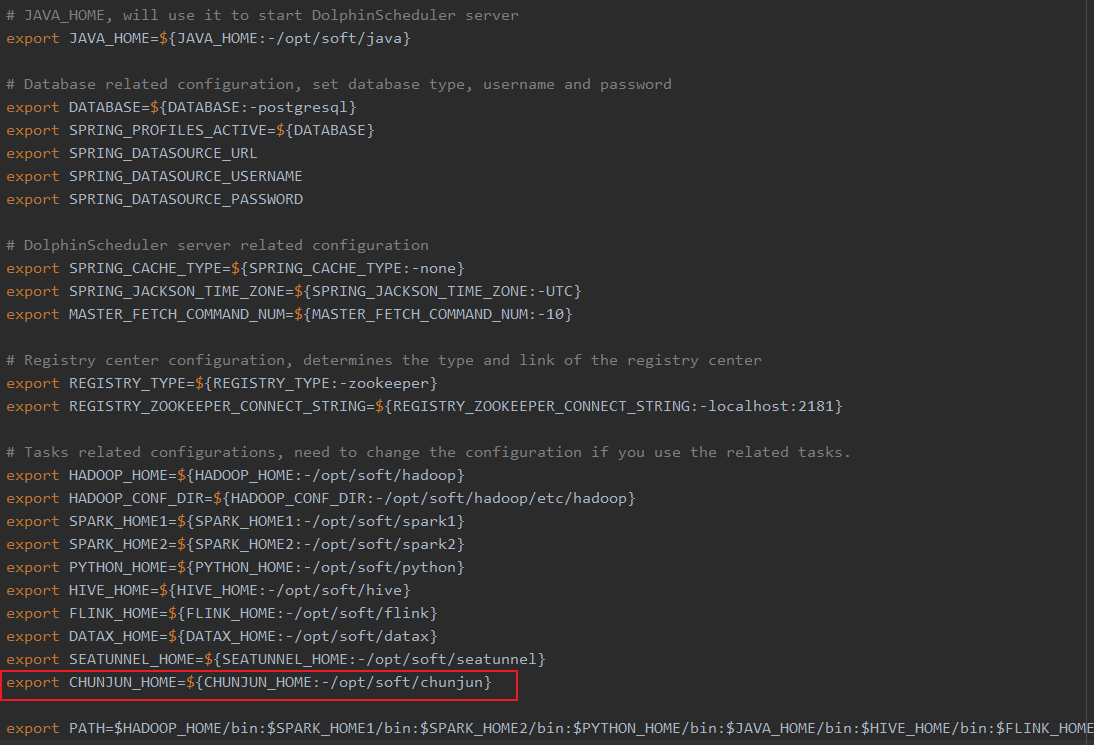 # JAVA_HOME, will use it to start DolphinScheduler server
export JAVA_HOME=${JAVA_HOME:-/opt/soft/java}
# Database related configuration, set database type, username and password
export DATABASE=${DATABASE:-postgresql}
export SPRING_PROFILES_ACTIVE=${DATABASE}
export SPRING_DATASOURCE_URL
export SPRING_DATASOURCE_USERNAME
export SPRING_DATASOURCE_PASSWORD
# DolphinScheduler server related configuration
export SPRING_CACHE_TYPE=${SPRING_CACHE_TYPE:-none}
export SPRING_JACKSON_TIME_ZONE=${SPRING_JACKSON_TIME_ZONE:-UTC}
export MASTER_FETCH_COMMAND_NUM=${MASTER_FETCH_COMMAND_NUM:-10}
# Registry center configuration, determines the type and link of the registry center
export REGISTRY_TYPE=${REGISTRY_TYPE:-zookeeper}
export REGISTRY_ZOOKEEPER_CONNECT_STRING=${REGISTRY_ZOOKEEPER_CONNECT_STRING:-localhost:2181}
# Tasks related configurations, need to change the configuration if you use the related tasks.
export HADOOP_HOME=${HADOOP_HOME:-/opt/soft/hadoop}
export HADOOP_CONF_DIR=${HADOOP_CONF_DIR:-/opt/soft/hadoop/etc/hadoop}
export SPARK_HOME1=${SPARK_HOME1:-/opt/soft/spark1}
export SPARK_HOME2=${SPARK_HOME2:-/opt/soft/spark2}
export PYTHON_HOME=${PYTHON_HOME:-/opt/soft/python}
export HIVE_HOME=${HIVE_HOME:-/opt/soft/hive}
export FLINK_HOME=${FLINK_HOME:-/opt/soft/flink}
export DATAX_HOME=${DATAX_HOME:-/opt/soft/datax}
export SEATUNNEL_HOME=${SEATUNNEL_HOME:-/opt/soft/seatunnel}
export CHUNJUN_HOME=${CHUNJUN_HOME:-/opt/soft/chunjun}
export PATH=$HADOOP_HOME/bin:$SPARK_HOME1/bin:$SPARK_HOME2/bin:$PYTHON_HOME/bin:$JAVA_HOME/bin:$HIVE_HOME/bin:$FLINK_HOME